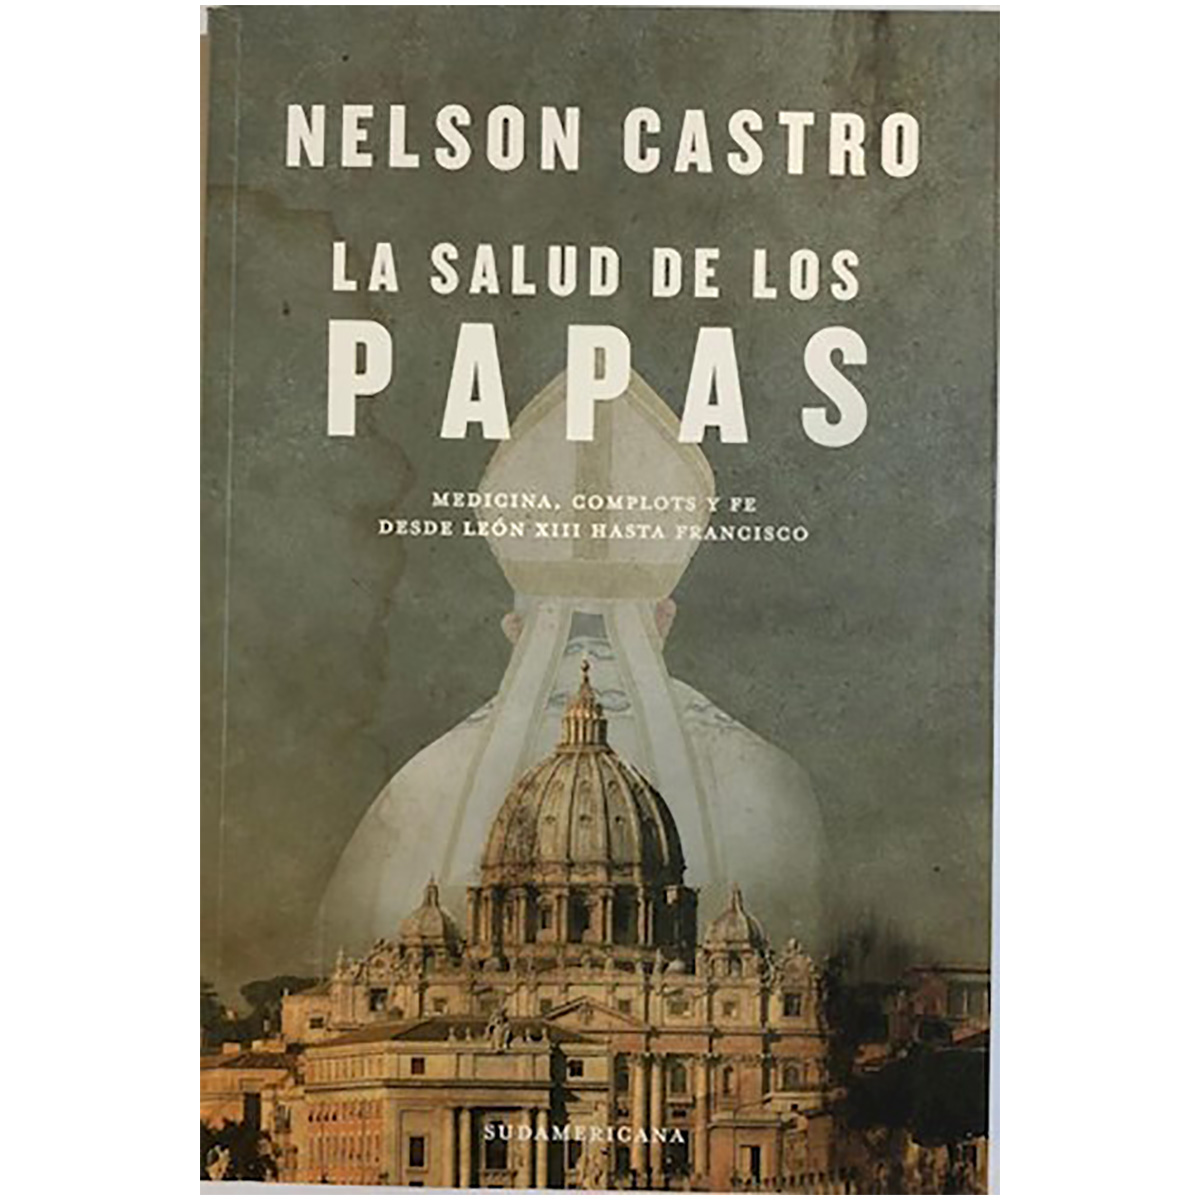 NELSON CASTRO
LA SALUD DE LOS
PAPAS
MEDICINA, COMPLOTS Y FE
DESDE LEÓN XIII HASTA FRANCISCO
SUDAMERICANA